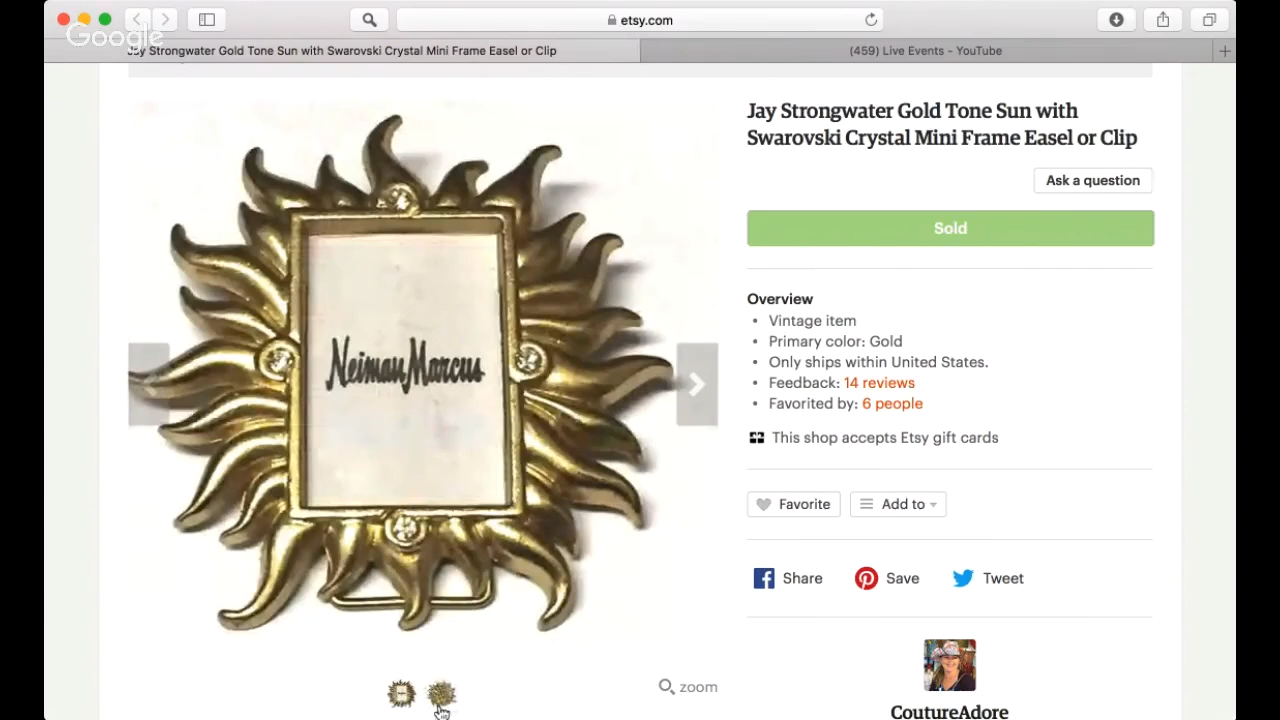 etsy.com
Google
Jay Strongwater Gold Tone Sun with Swarovski Crystal Mini Frame Easel or Clip
(459) Live Events - YouTube
Jay Strongwater Gold Tone Sun with
Swarovski Crystal Mini Frame Easel or Clip
Ask a question
Sold
Overview
• Vintage item
• Primary color: Gold
• Only ships within United States.
• Feedback: 14 reviews
• Favorited by: 6 people
This shop accepts Etsy gift cards
Favorite
Add to
Share
Save
Tweet
CoutureAdore
Neiman Marcus
zoom